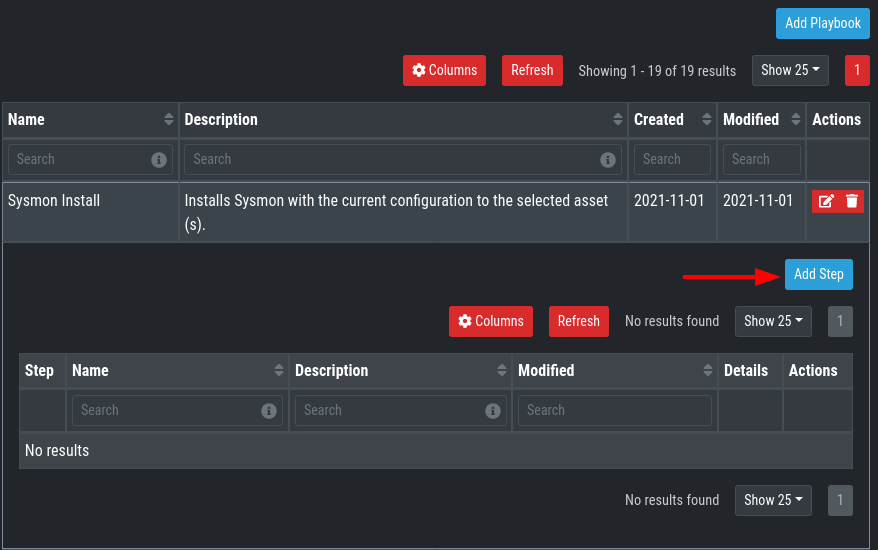 Add Playbook
Columns Refresh Showing 1 - 19 of 19 results Show 25 1
Name Description Created Modified Actions
Search Search Search Search
Sysmon Install Installs Sysmon with the current configuration to the selected asset 2021-11-01 2021-11-01
(s).
Add Step
Columns Refresh No results found Show 25 1
Step Name Description Modified Details Actions
Search Search Search
No results
No results found Show 25 1